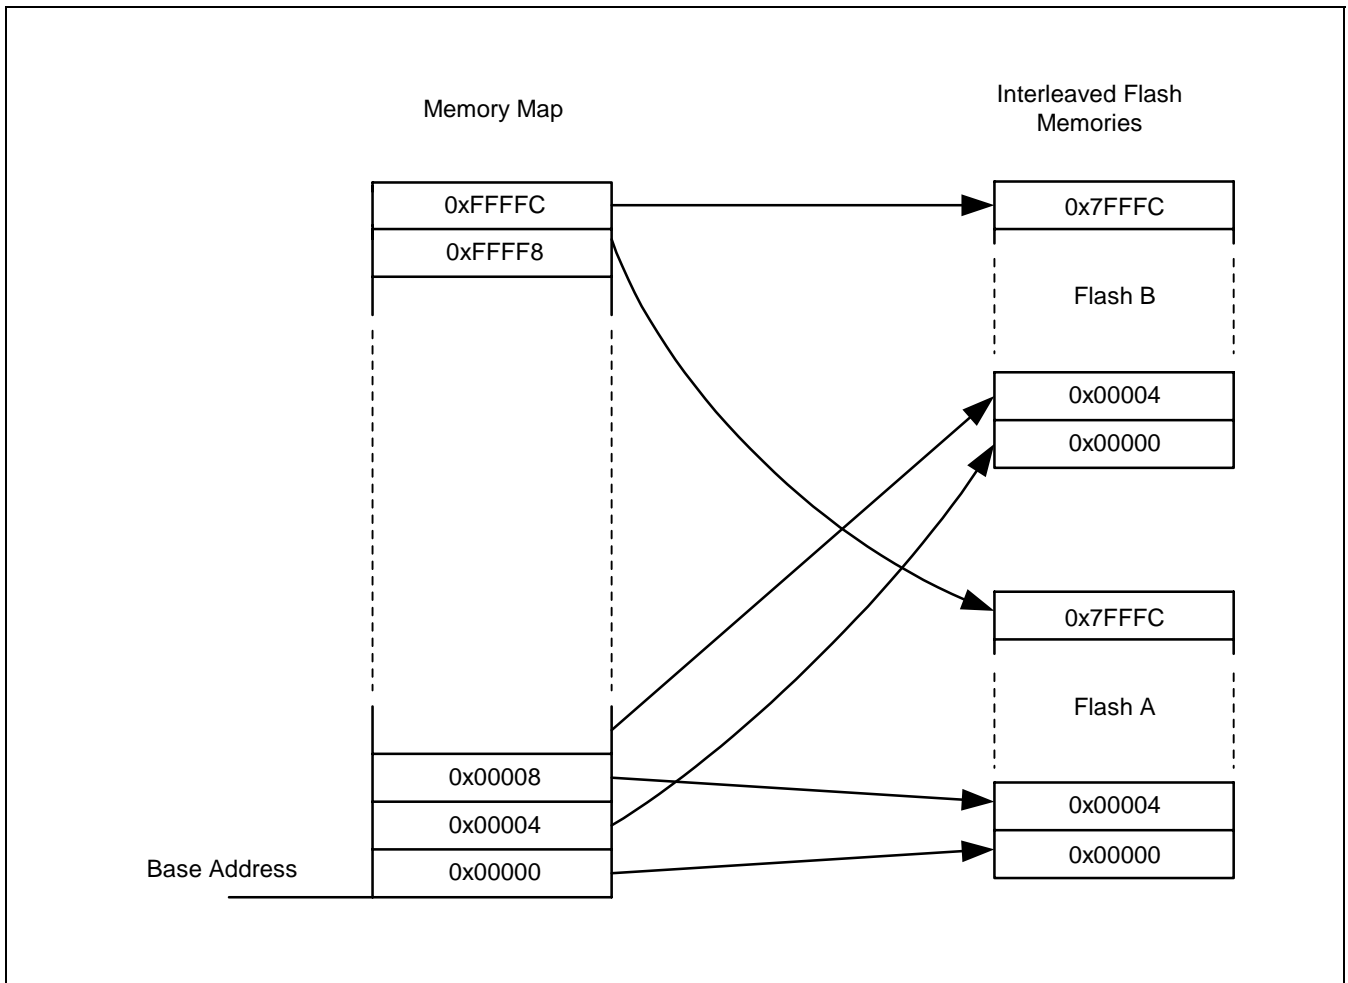 Memory Map
Interleaved Flash
Memories
0xFFFFC
0xFFFF8
0x00008
0x00004
0x00000
Base Address
0x7FFFC
Flash B
0x00004
0x00000
0x7FFFC
Flash A
0x00004
0x00000